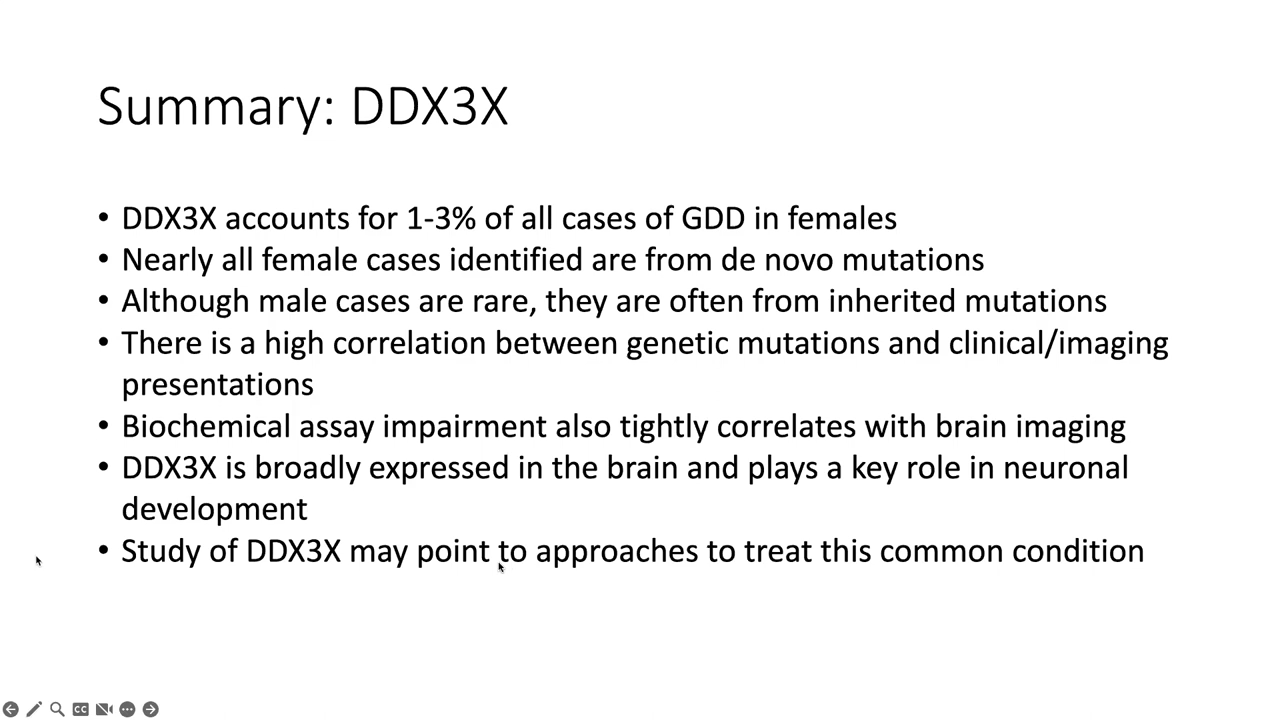 Summary: DDX3X
• DDX3X accounts for 1-3% of all cases of GDD in females
• Nearly all female cases identified are from de novo mutations
• Although male cases are rare, they are often from inherited mutations
• There is a high correlation between genetic mutations and clinical/imaging
presentations
• Biochemical assay impairment also tightly correlates with brain imaging
• DDX3X is broadly expressed in the brain and plays a key role in neuronal
development
• Study of DDX3X may point to approaches to treat this common condition
CC